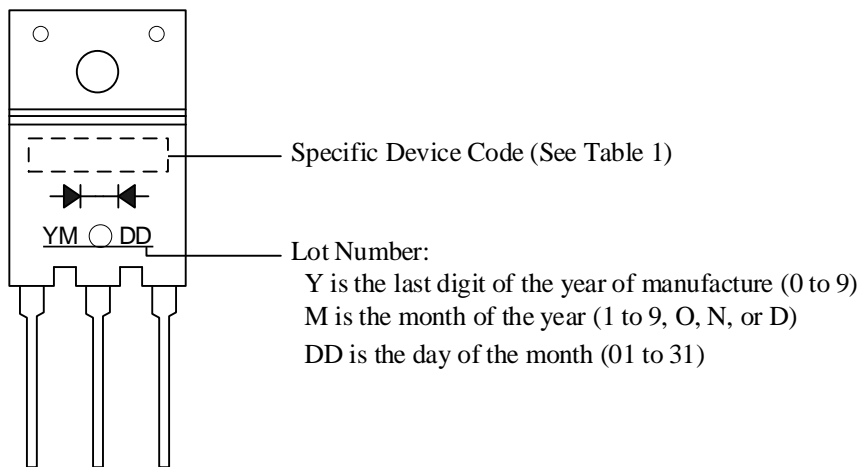 Specific Device Code (See Table 1)
YM DD
Lot Number:
Y is the last digit of the year of manufacture (0 to 9)
M is the month of the year (1 to 9, O, N, or D)
DD is the day of the month (01 to 31)